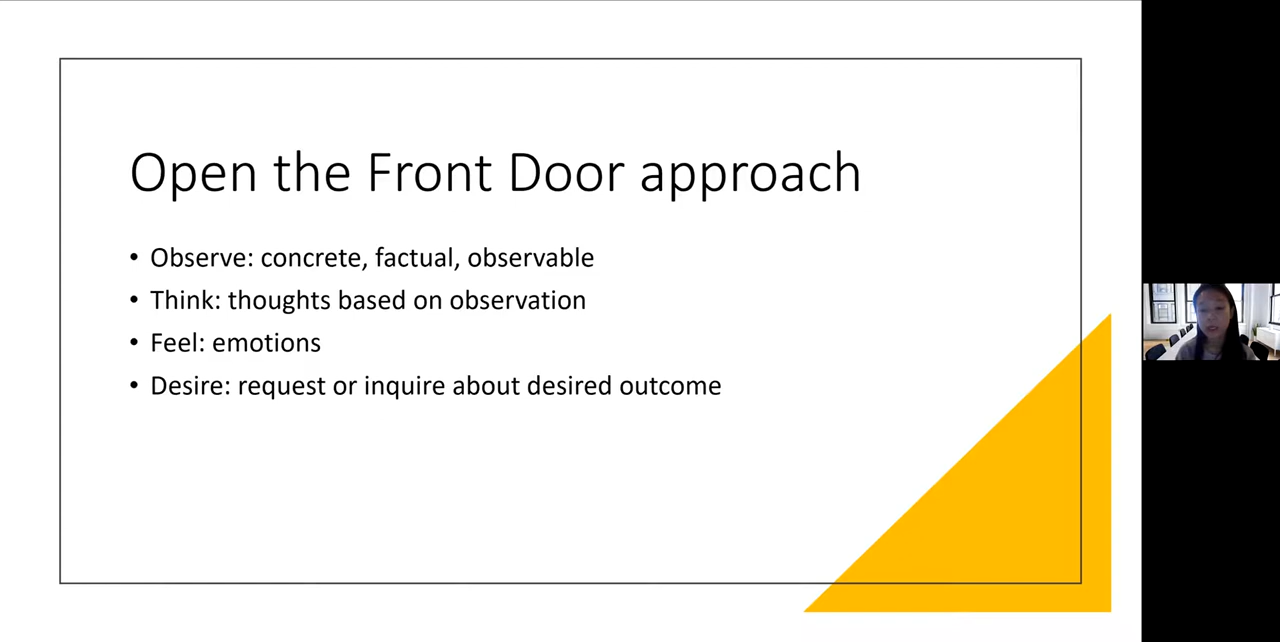 Open the Front Door approach
• Observe: concrete, factual, observable
• Think: thoughts based on observation
• Feel: emotions
• Desire: request or inquire about desired outcome